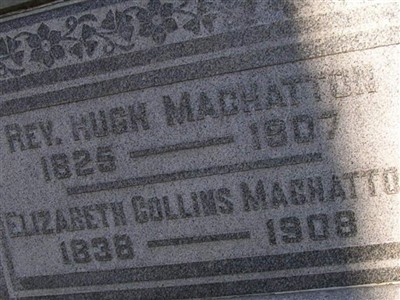 REV. HUGH MACHATTON
1825 — 1907
ELIZABETH COLLINS MACHATTO
1838 — 1908